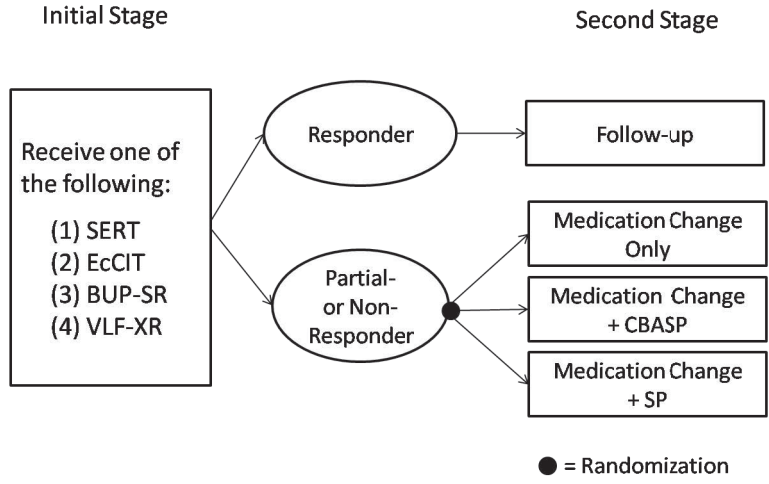 Initial Stage
Second Stage
Receive one of
the following:
(1) SERT
(2) EcCIT
(3) BUP-SR
(4) VLF-XR
Responder
Follow-up
Partial-
or Non-
Responder
Medication Change
Only
Medication Change
+ CBASP
Medication Change
+ SP
= Randomization